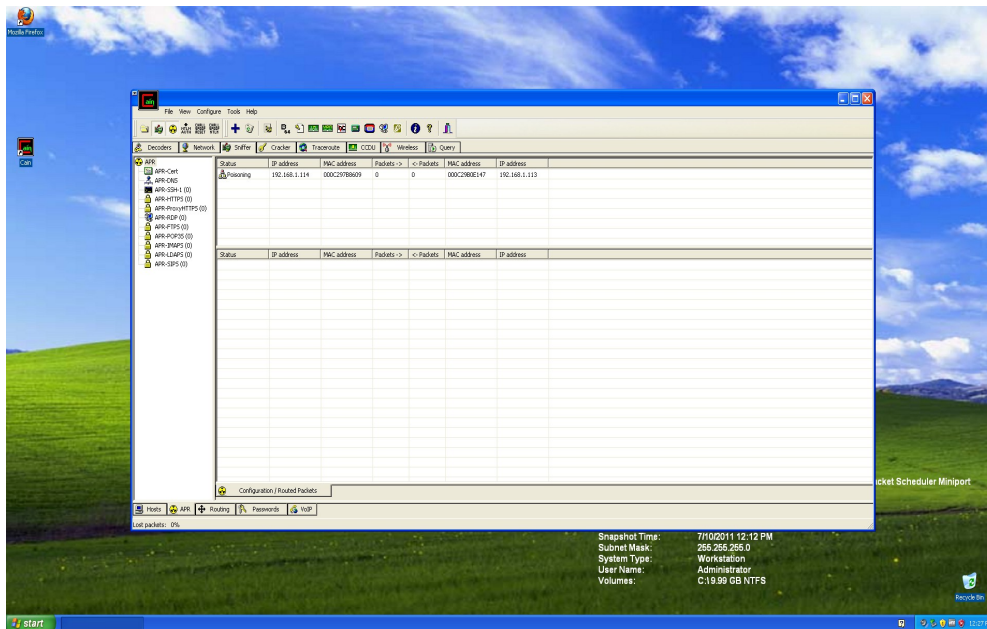 Mozilla Firefox
Cain
File View Configure Tools Help
Decoders Network Sniffer Cracker Traceroute CCDU Wireless Query
APR
APR-Cert
APR-DNS
APR-SSH-1 (0)
APR-HTTPS (0)
APR-ProxyHTTPS (0)
APR-RDP (0)
APR-FTPS (0)
APR-POP3S (0)
APR-IMAPS (0)
APR-LDAPS (0)
APR-SIPS (0)
Status IP address MAC address Packets -> <- Packets MAC address IP address
Poisoning 192.168.1.114 000C297B8609 0 0 000C29B0E147 192.168.1.113
Status IP address MAC address Packets -> <- Packets MAC address IP address
Configuration / Routed Packets
Hosts APR Routing Passwords VoIP
Lost packets: 0%
cket Scheduler Miniport
Snapshot Time: 7/10/2011 12:12 PM
Subnet Mask: 255.255.255.0
System Type: Workstation
User Name: Administrator
Volumes: C:\ 9.99 GB NTFS
Recycle Bin
start
12:27 P